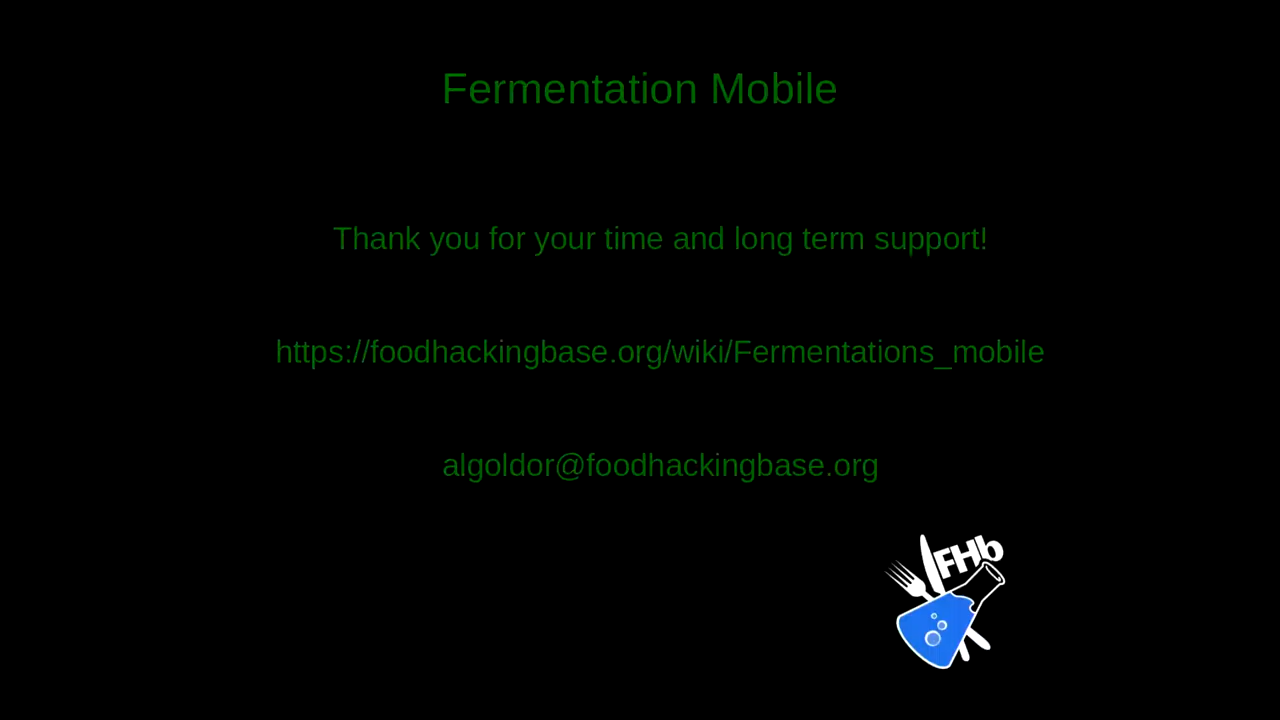 Fermentation Mobile
Thank you for your time and long term support!
https://foodhackingbase.org/wiki/Fermentations_mobile
algoldor@foodhackingbase.org
FHb